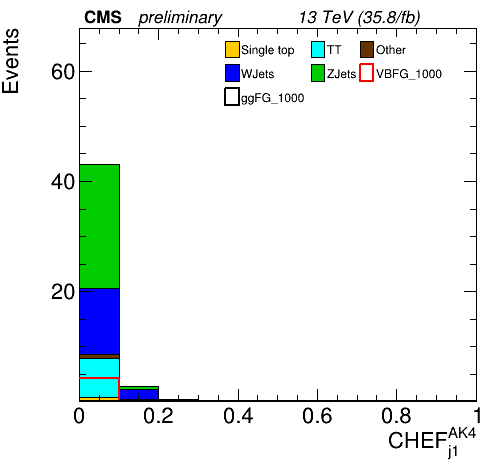 CMS preliminary 13 TeV (35.8/fb)
Events
Single top TT Other
WJets ZJets VBFG_1000
ggFG_1000
60
40
20
0 0.2 0.4 0.6 0.8 1
CHEF^{AK4}_{j1}